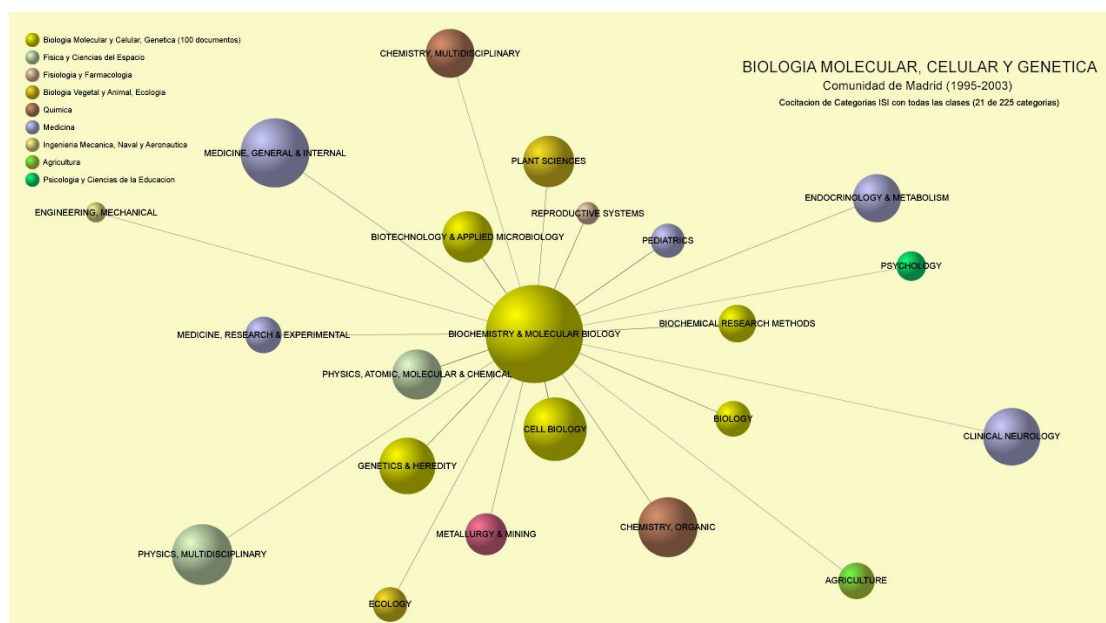 Biologia Molecular y Celular, Genetica (100 documentos)
Fisica y Ciencias del Espacio
Fisiologia y Farmacologia
Biologia Vegetal y Animal, Ecologia
Quimica
Medicina
Ingenieria Mecanica, Naval y Aeronautica
Agricultura
Psicologia y Ciencias de la Educacion
BIOLOGIA MOLECULAR, CELULAR Y GENETICA
Comunidad de Madrid (1995-2003)
Cocitacion de Categorias ISI con todas las clases (21 de 225 categorias)
CHEMISTRY, MULTIDISCIPLINARY
MEDICINE, GENERAL & INTERNAL
PLANT SCIENCES
ENDOCRINOLOGY & METABOLISM
ENGINEERING, MECHANICAL
REPRODUCTIVE SYSTEMS
BIOTECHNOLOGY & APPLIED MICROBIOLOGY
PEDIATRICS
PSYCHOLOGY
BIOCHEMICAL RESEARCH METHODS
MEDICINE, RESEARCH & EXPERIMENTAL
BIOCHEMISTRY & MOLECULAR BIOLOGY
PHYSICS, ATOMIC, MOLECULAR & CHEMICAL
BIOLOGY
CELL BIOLOGY
CLINICAL NEUROLOGY
GENETICS & HEREDITY
CHEMISTRY, ORGANIC
METALLURGY & MINING
PHYSICS, MULTIDISCIPLINARY
AGRICULTURE
ECOLOGY